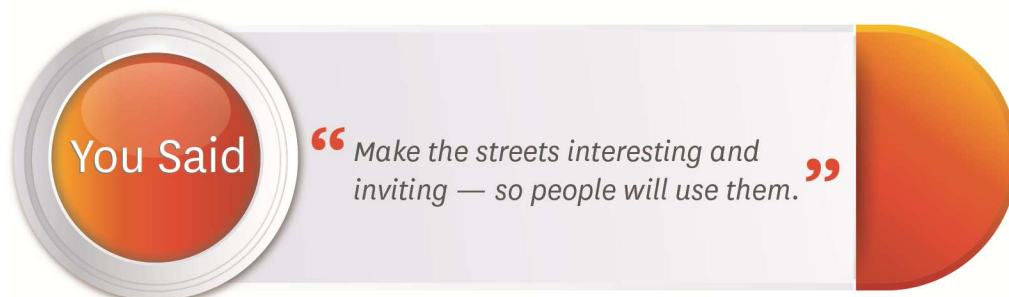 You Said
“ Make the streets interesting and
inviting — so people will use them. ”